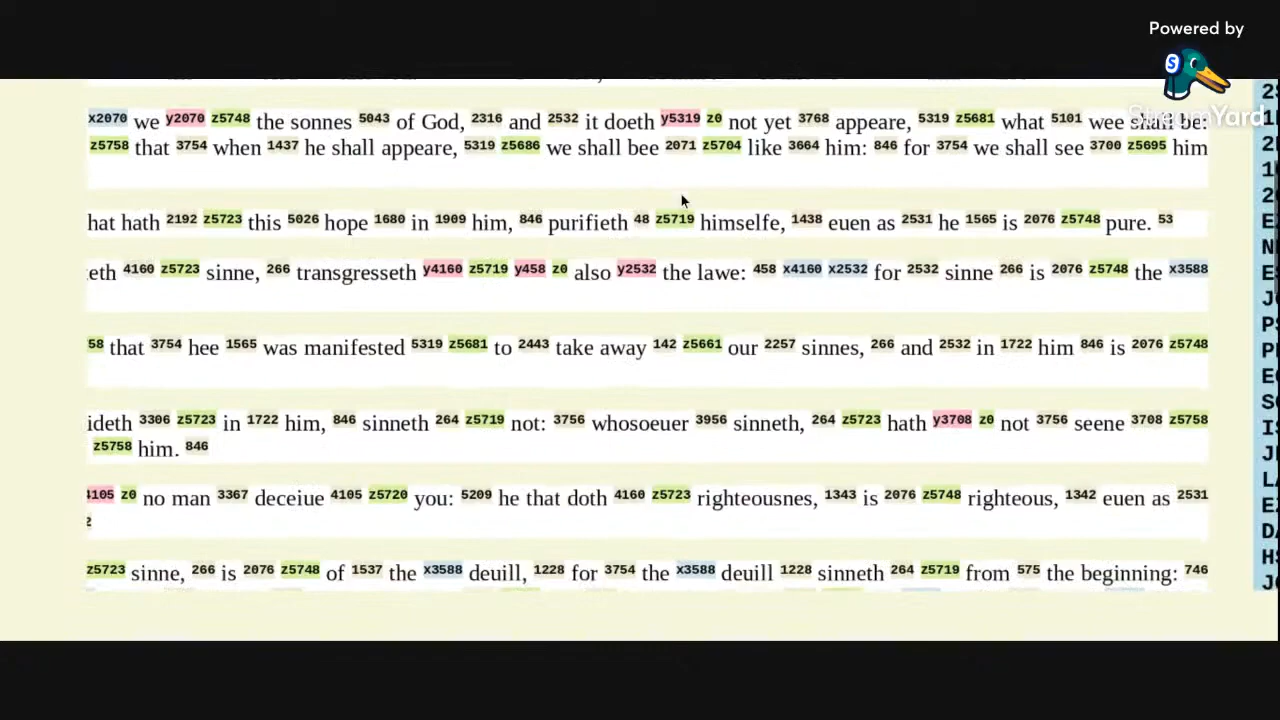 Powered by
StreamYard
x2070 we y2070 z5748 the sonnes 5043 of God, 2316 and 2532 it doeth y5319 z0 not yet 3768 appeare, 5319 z5681 what 5101 wee shall be:
z5758 that 3754 when 1437 he shall appeare, 5319 z5686 we shall bee 2071 z5704 like 3664 him: 846 for 3754 we shall see 3700 z5695 him
hat hath 2192 z5723 this 5026 hope 1680 in 1909 him, 846 purifieth 48 z5719 himselfe, 1438 euen as 2531 he 1565 is 2076 z5748 pure. 53
eth 4160 z5723 sinne, 266 transgresseth y4160 z5719 y458 z0 also y2532 the lawe: 458 x4160 x2532 for 2532 sinne 266 is 2076 z5748 the x3588
58 that 3754 hee 1565 was manifested 5319 z5681 to 2443 take away 142 z5661 our 2257 sinnes, 266 and 2532 in 1722 him 846 is 2076 z5748
ideth 3306 z5723 in 1722 him, 846 sinneth 264 z5719 not: 3756 whosoeuer 3956 sinneth, 264 z5723 hath y3708 z0 not 3756 seene 3708 z5758
z5758 him. 846
4105 z0 no man 3367 deceiue 4105 z5720 you: 5209 he that doth 4160 z5723 righteousnes, 1343 is 2076 z5748 righteous, 1342 euen as 2531
2
z5723 sinne, 266 is 2076 z5748 of 1537 the x3588 deuill, 1228 for 3754 the x3588 deuill 1228 sinneth 264 z5719 from 575 the beginning: 746